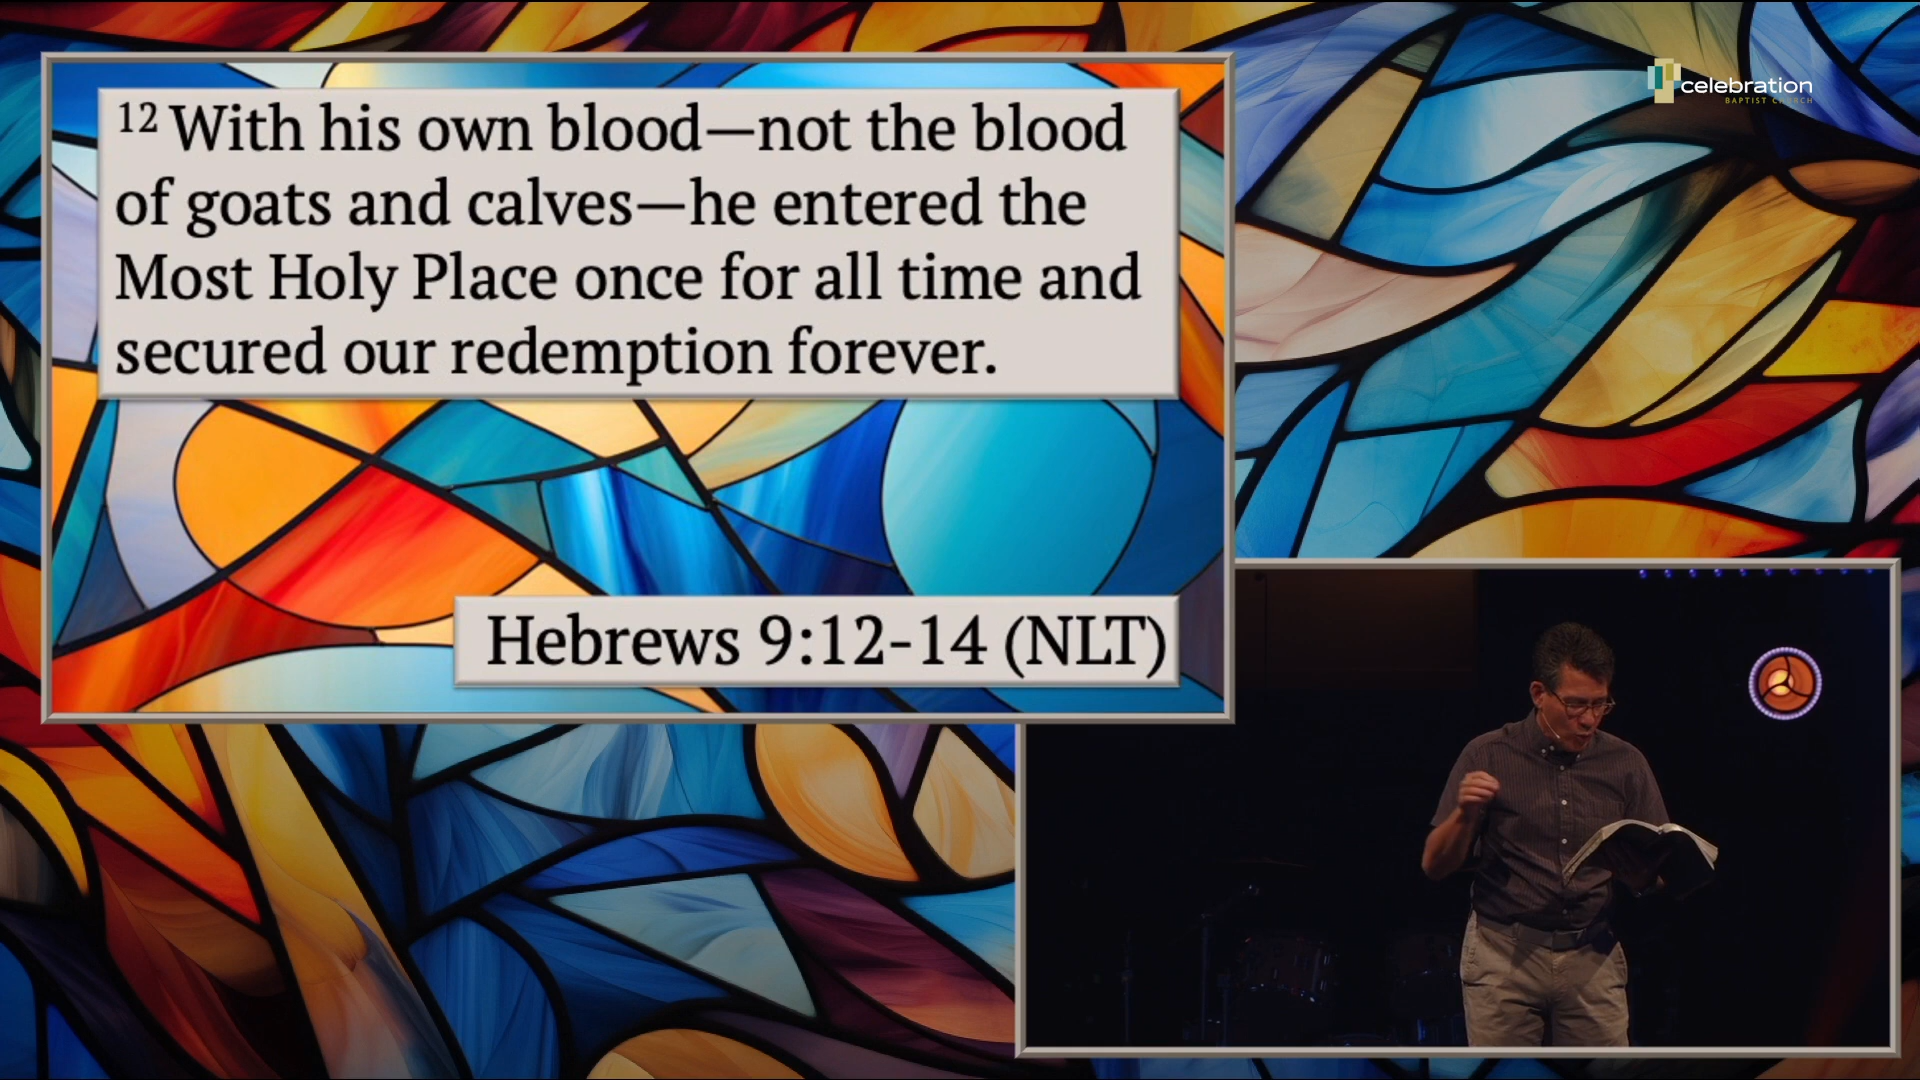 12 With his own blood—not the blood
of goats and calves—he entered the
Most Holy Place once for all time and
secured our redemption forever.
Hebrews 9:12-14 (NLT)
celebration
BAPTIST CHURCH